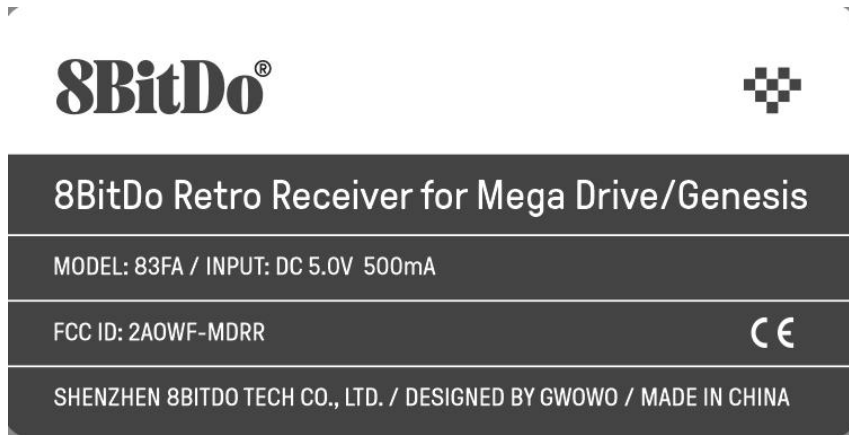 8BitDo®
8BitDo Retro Receiver for Mega Drive/Genesis
MODEL: 83FA / INPUT: DC 5.0V 500mA
FCC ID: 2AOWF-MDRR
CE
SHENZHEN 8BITDO TECH CO., LTD. / DESIGNED BY GWOWO / MADE IN CHINA